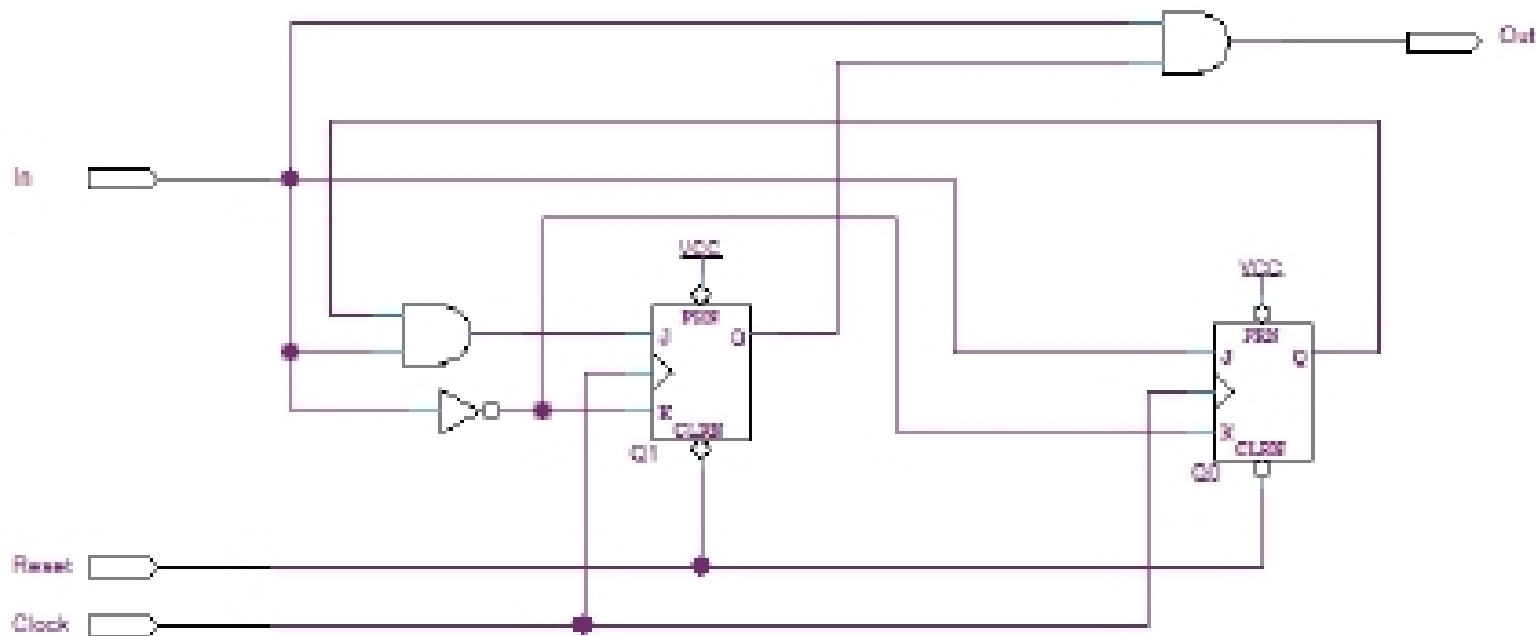 Out
In
VCC
VCC
PRN
J Q
PRN
J Q
K
CLRN
K
Q1
CLRN
Q0
Reset
Clock